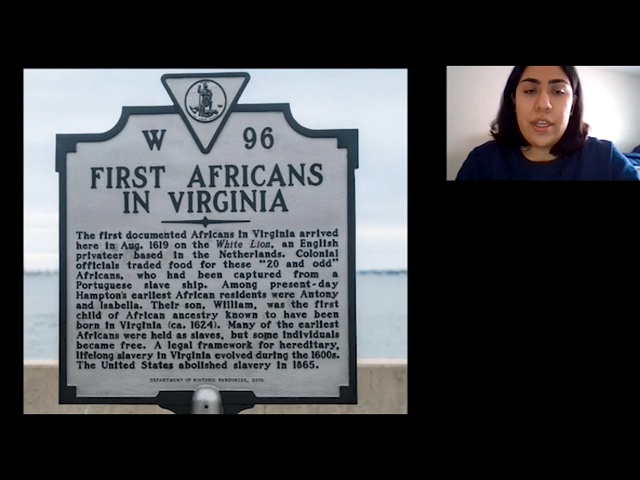 W 96
FIRST AFRICANS
IN VIRGINIA
The first documented Africans in Virginia arrived
here in Aug. 1619 on the White Lion, an English
privateer based in the Netherlands. Colonial
officials traded food for these "20 and odd"
Africans, who had been captured from a
Portuguese slave ship. Among present-day
Hampton's earliest African residents were Antony
and Isabella. Their son, William, was the first
child of African ancestry known to have been
born in Virginia (ca. 1624). Many of the earliest
Africans were held as slaves, but some individuals
became free. A legal framework for hereditary,
lifelong slavery in Virginia evolved during the 1600s.
The United States abolished slavery in 1865.
DEPARTMENT OF HISTORIC RESOURCES,